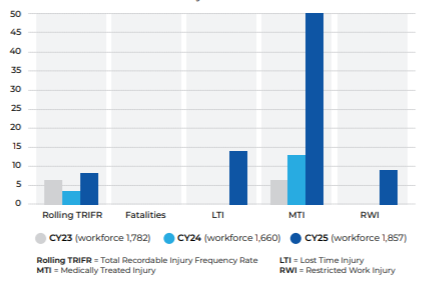 50
45
40
35
30
25
20
15
10
5
0
Rolling TRIFR Fatalities LTI MTI RWI
CY23 (workforce 1,782) CY24 (workforce 1,660) CY25 (workforce 1,857)
Rolling TRIFR = Total Recordable Injury Frequency Rate LTI = Lost Time Injury
MTI = Medically Treated Injury RWI = Restricted Work Injury